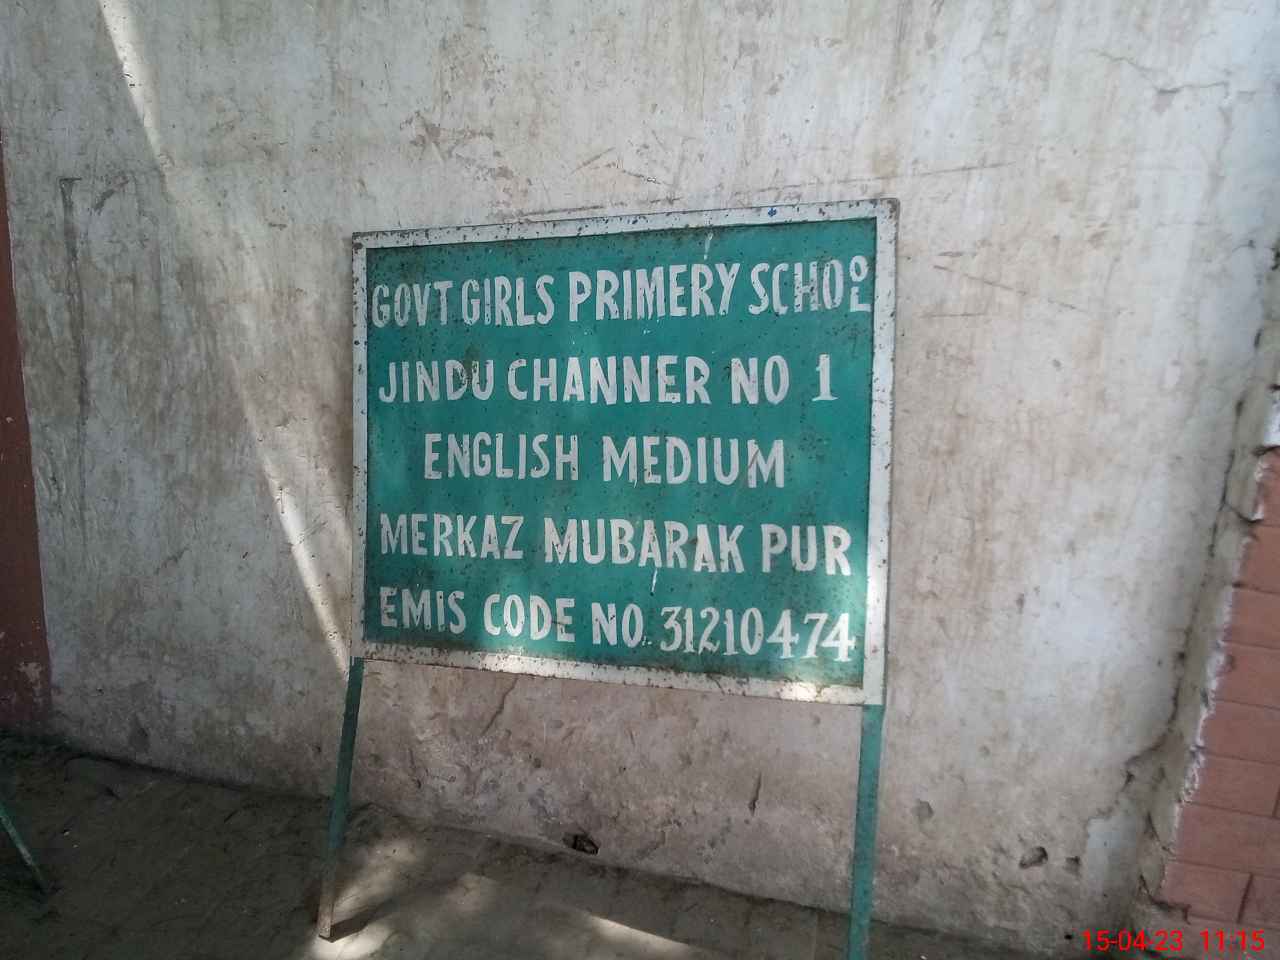 GOVT GIRLS PRIMERY SCHOOL
JINDU CHANNER NO 1
ENGLISH MEDIUM
MERKAZ MUBARAK PUR
EMIS CODE NO. 31210474
15-04-23 11:15